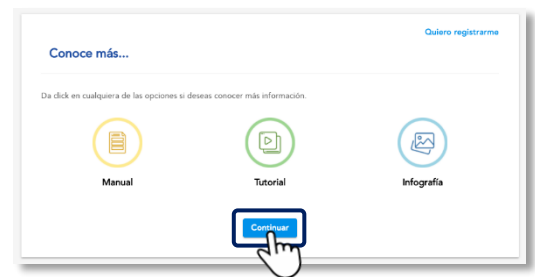 Quiero registrarme
Conoce más...
Da click en cualquiera de las opciones si deseas conocer más información.
Manual
Tutorial
Infografía
Continuar